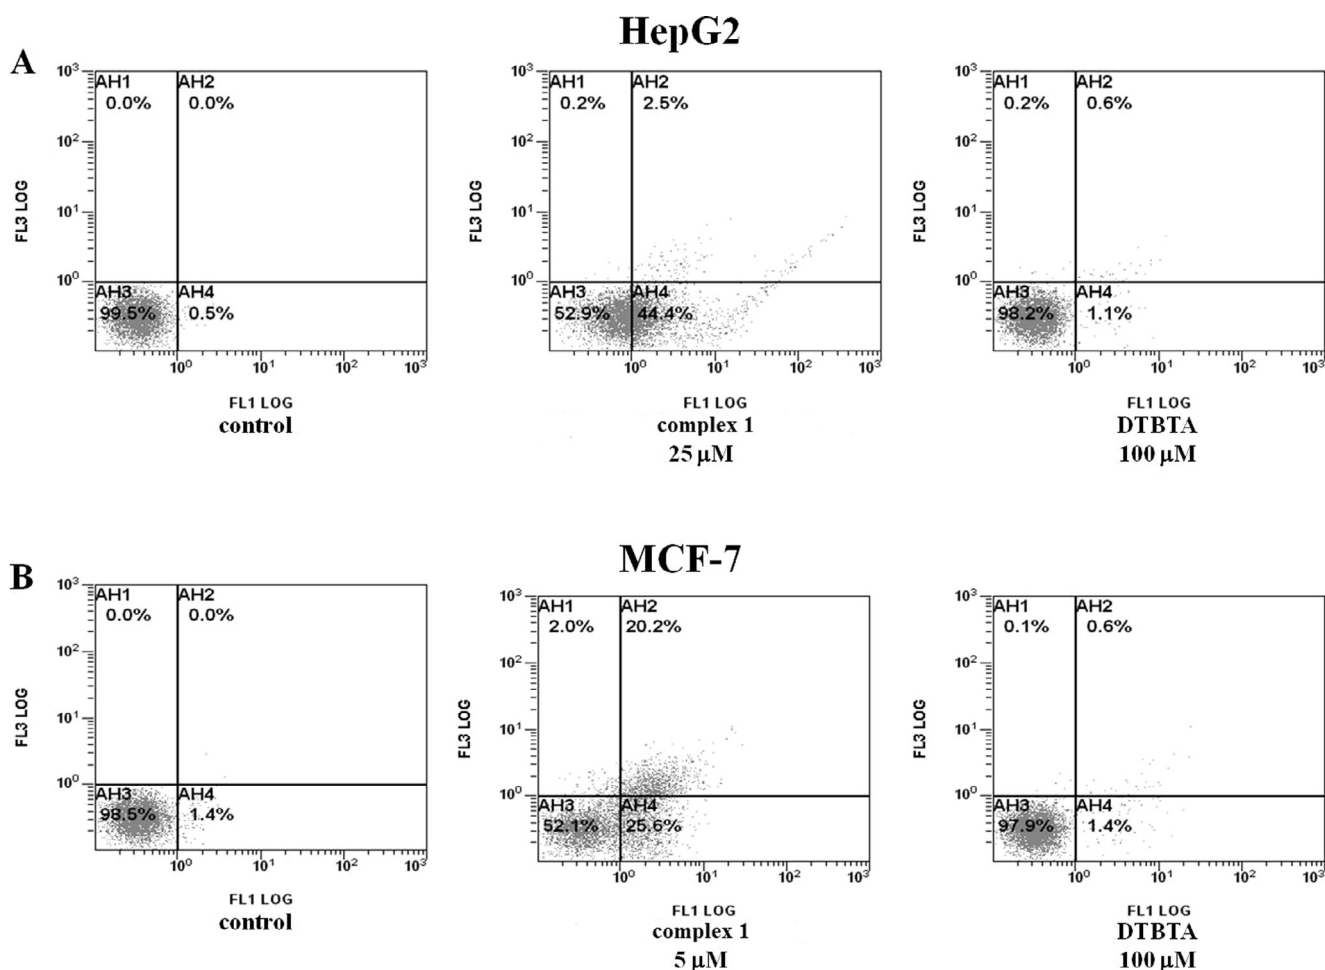 HepG2
A
10³ 10³ 10³
AH1 AH2 AH1 AH2 AH1 AH2
0.0% 0.0% 0.2% 2.5% 0.2% 0.6%
10² 10² 10²
FL3 LOG FL3 LOG FL3 LOG
10¹ 10¹ 10¹
10⁰ 10⁰ 10⁰
AH3 AH4 AH3 AH4 AH3 AH4
99.5% 0.5% 52.9% 44.4% 98.2% 1.1%
10⁰ 10¹ 10² 10³ 10⁰ 10¹ 10² 10³ 10⁰ 10¹ 10² 10³
FL1 LOG FL1 LOG FL1 LOG
control complex 1 DTBTA
25 μM 100 μM
MCF-7
B
10³ 10³ 10³
AH1 AH2 AH1 AH2 AH1 AH2
0.0% 0.0% 2.0% 20.2% 0.1% 0.6%
10² 10² 10²
FL3 LOG FL3 LOG FL3 LOG
10¹ 10¹ 10¹
10⁰ 10⁰ 10⁰
AH3 AH4 AH3 AH4 AH3 AH4
98.5% 1.4% 52.1% 25.6% 97.9% 1.4%
10⁰ 10¹ 10² 10³ 10⁰ 10¹ 10² 10³ 10⁰ 10¹ 10² 10³
FL1 LOG FL1 LOG FL1 LOG
control complex 1 DTBTA
5 μM 100 μM